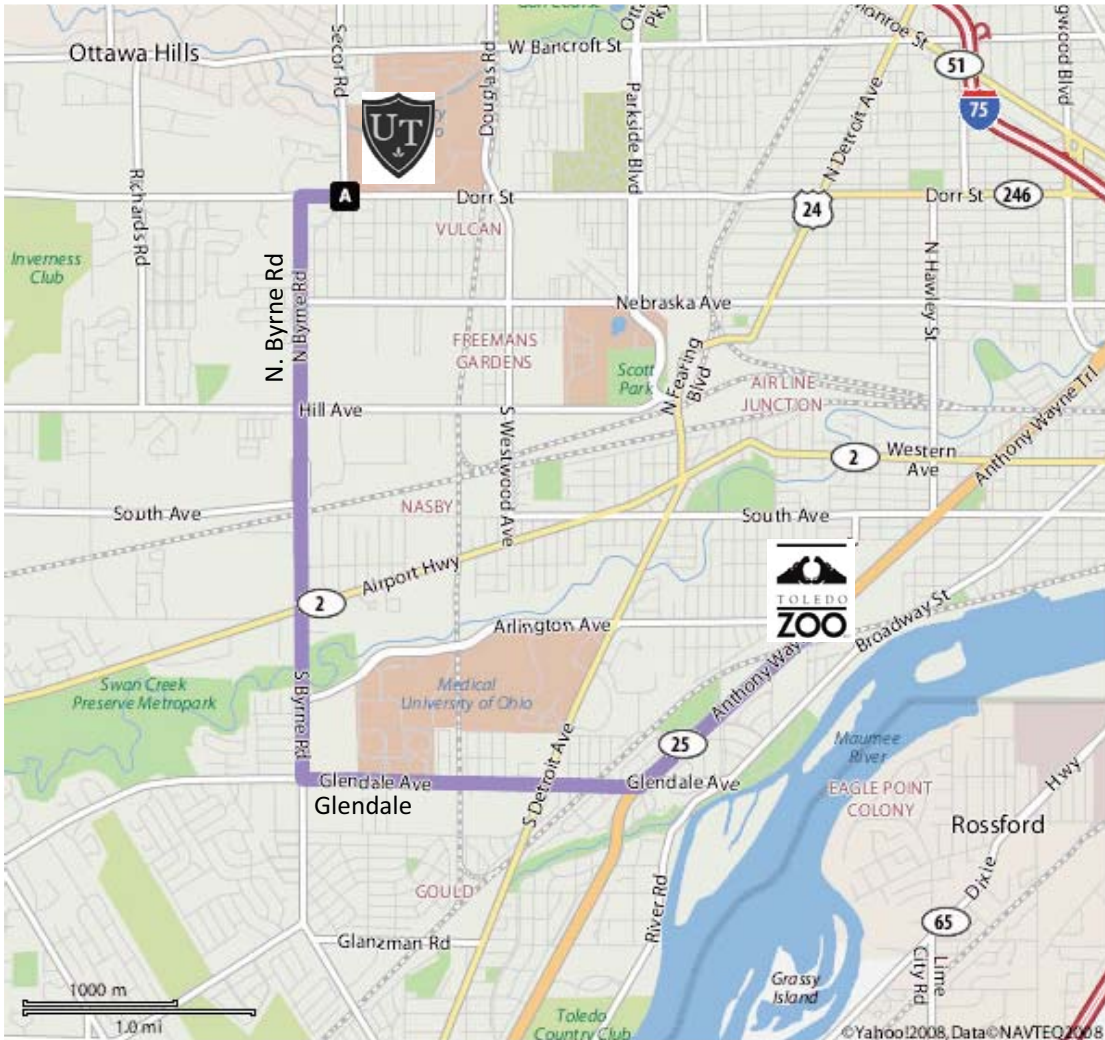 Ottawa Hills
Secor Rd
Douglas Rd
W Bancroft St
Parkside Blvd
Pky
Monroe St
51
75
N Detroit Ave
UT
A
Dorr St
24
Dorr St
246
Richards Rd
Inverness
Club
VULCAN
N. Byrne Rd
N Byrne Rd
Nebraska Ave
N Hawley St
FREEMANS
GARDENS
Scott
Park
N Fearing
Blvd
AIR LINE
JUNCTION
Anthony Wayne Trl
Hill Ave
S Westwood Ave
2
Western
Ave
South Ave
NASBY
South Ave
Airport Hwy
2
TOLEDO
ZOO
Arlington Ave
Broadway St
Swan Creek
Preserve Metropark
S Byrne Rd
Medical
University of Ohio
Anthony Way
25
Maumee
River
Glendale Ave
Glendale
S Detroit Ave
Glendale Ave
EAGLE POINT
COLONY
Hwy
Rossford
Dixie
GOULD
River Rd
65
Glanzman Rd
Lime
City Rd
Grassy
Island
1000 m
1.0 mi
Toledo
Country Club
©Yahoo!2008, Data©NAVTEQ2008